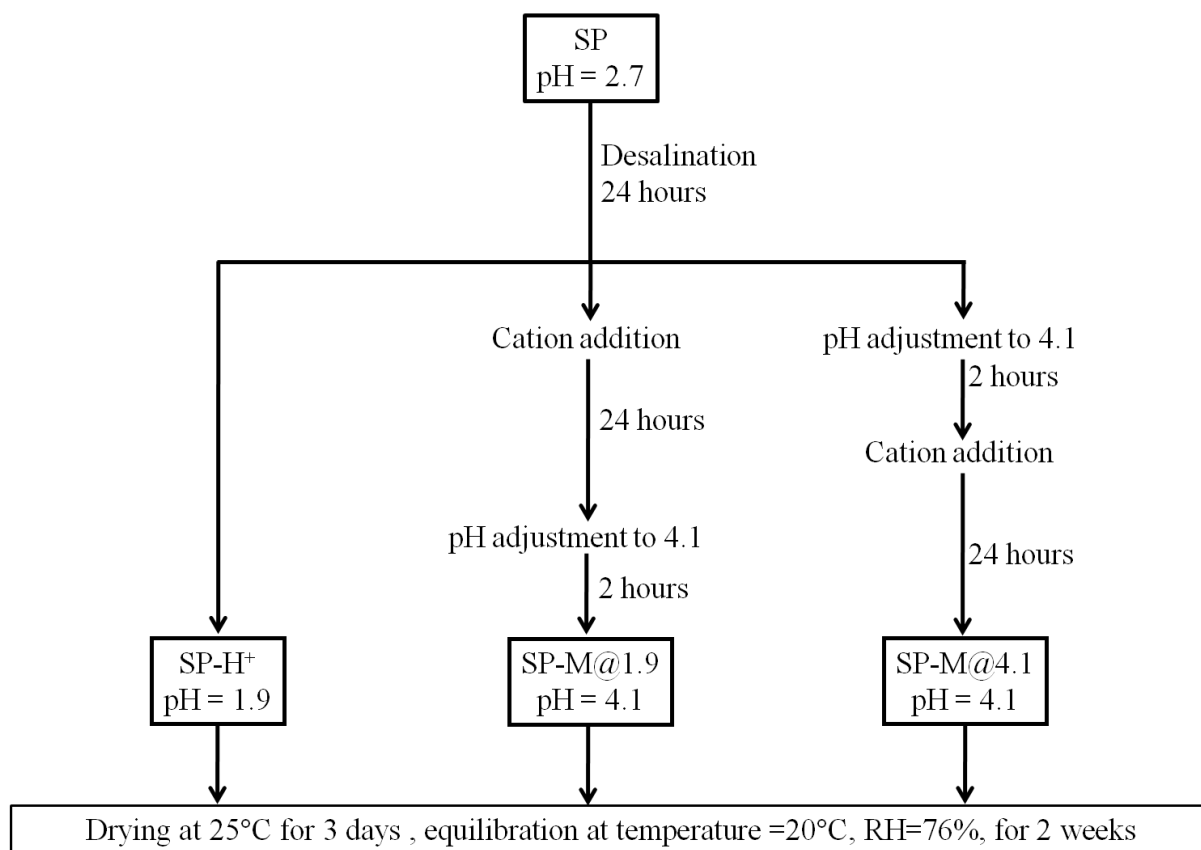 SP
pH = 2.7
Desalination
24 hours
Cation addition
24 hours
pH adjustment to 4.1
2 hours
pH adjustment to 4.1
2 hours
Cation addition
24 hours
SP-H⁺
pH = 1.9
SP-M@1.9
pH = 4.1
SP-M@4.1
pH = 4.1
Drying at 25°C for 3 days , equilibration at temperature =20°C, RH=76%, for 2 weeks